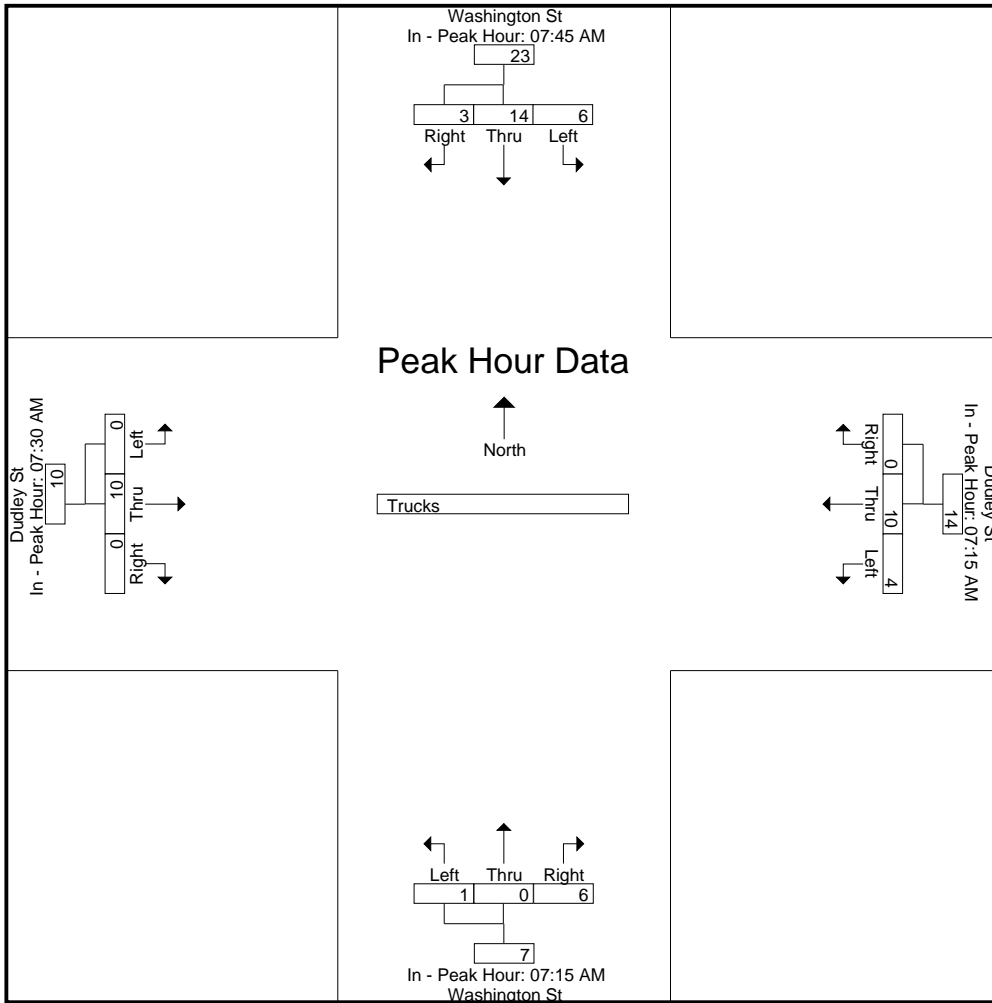 Washington St
In - Peak Hour: 07:45 AM
23
3 14 6
Right Thru Left
Peak Hour Data
North
Trucks
Dudley St
In - Peak Hour: 07:30 AM
10
0 10 0
Left Thru Right
Dudley St
In - Peak Hour: 07:15 AM
14
0 10 4
Right Thru Left
Left Thru Right
1 0 6
7
In - Peak Hour: 07:15 AM
Washington St